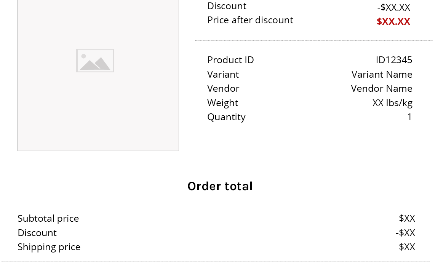 Discount -$XX.XX
Price after discount $XX.XX
Product ID ID12345
Variant Variant Name
Vendor Vendor Name
Weight XX lbs/kg
Quantity 1
Order total
Subtotal price $XX
Discount -$XX
Shipping price $XX